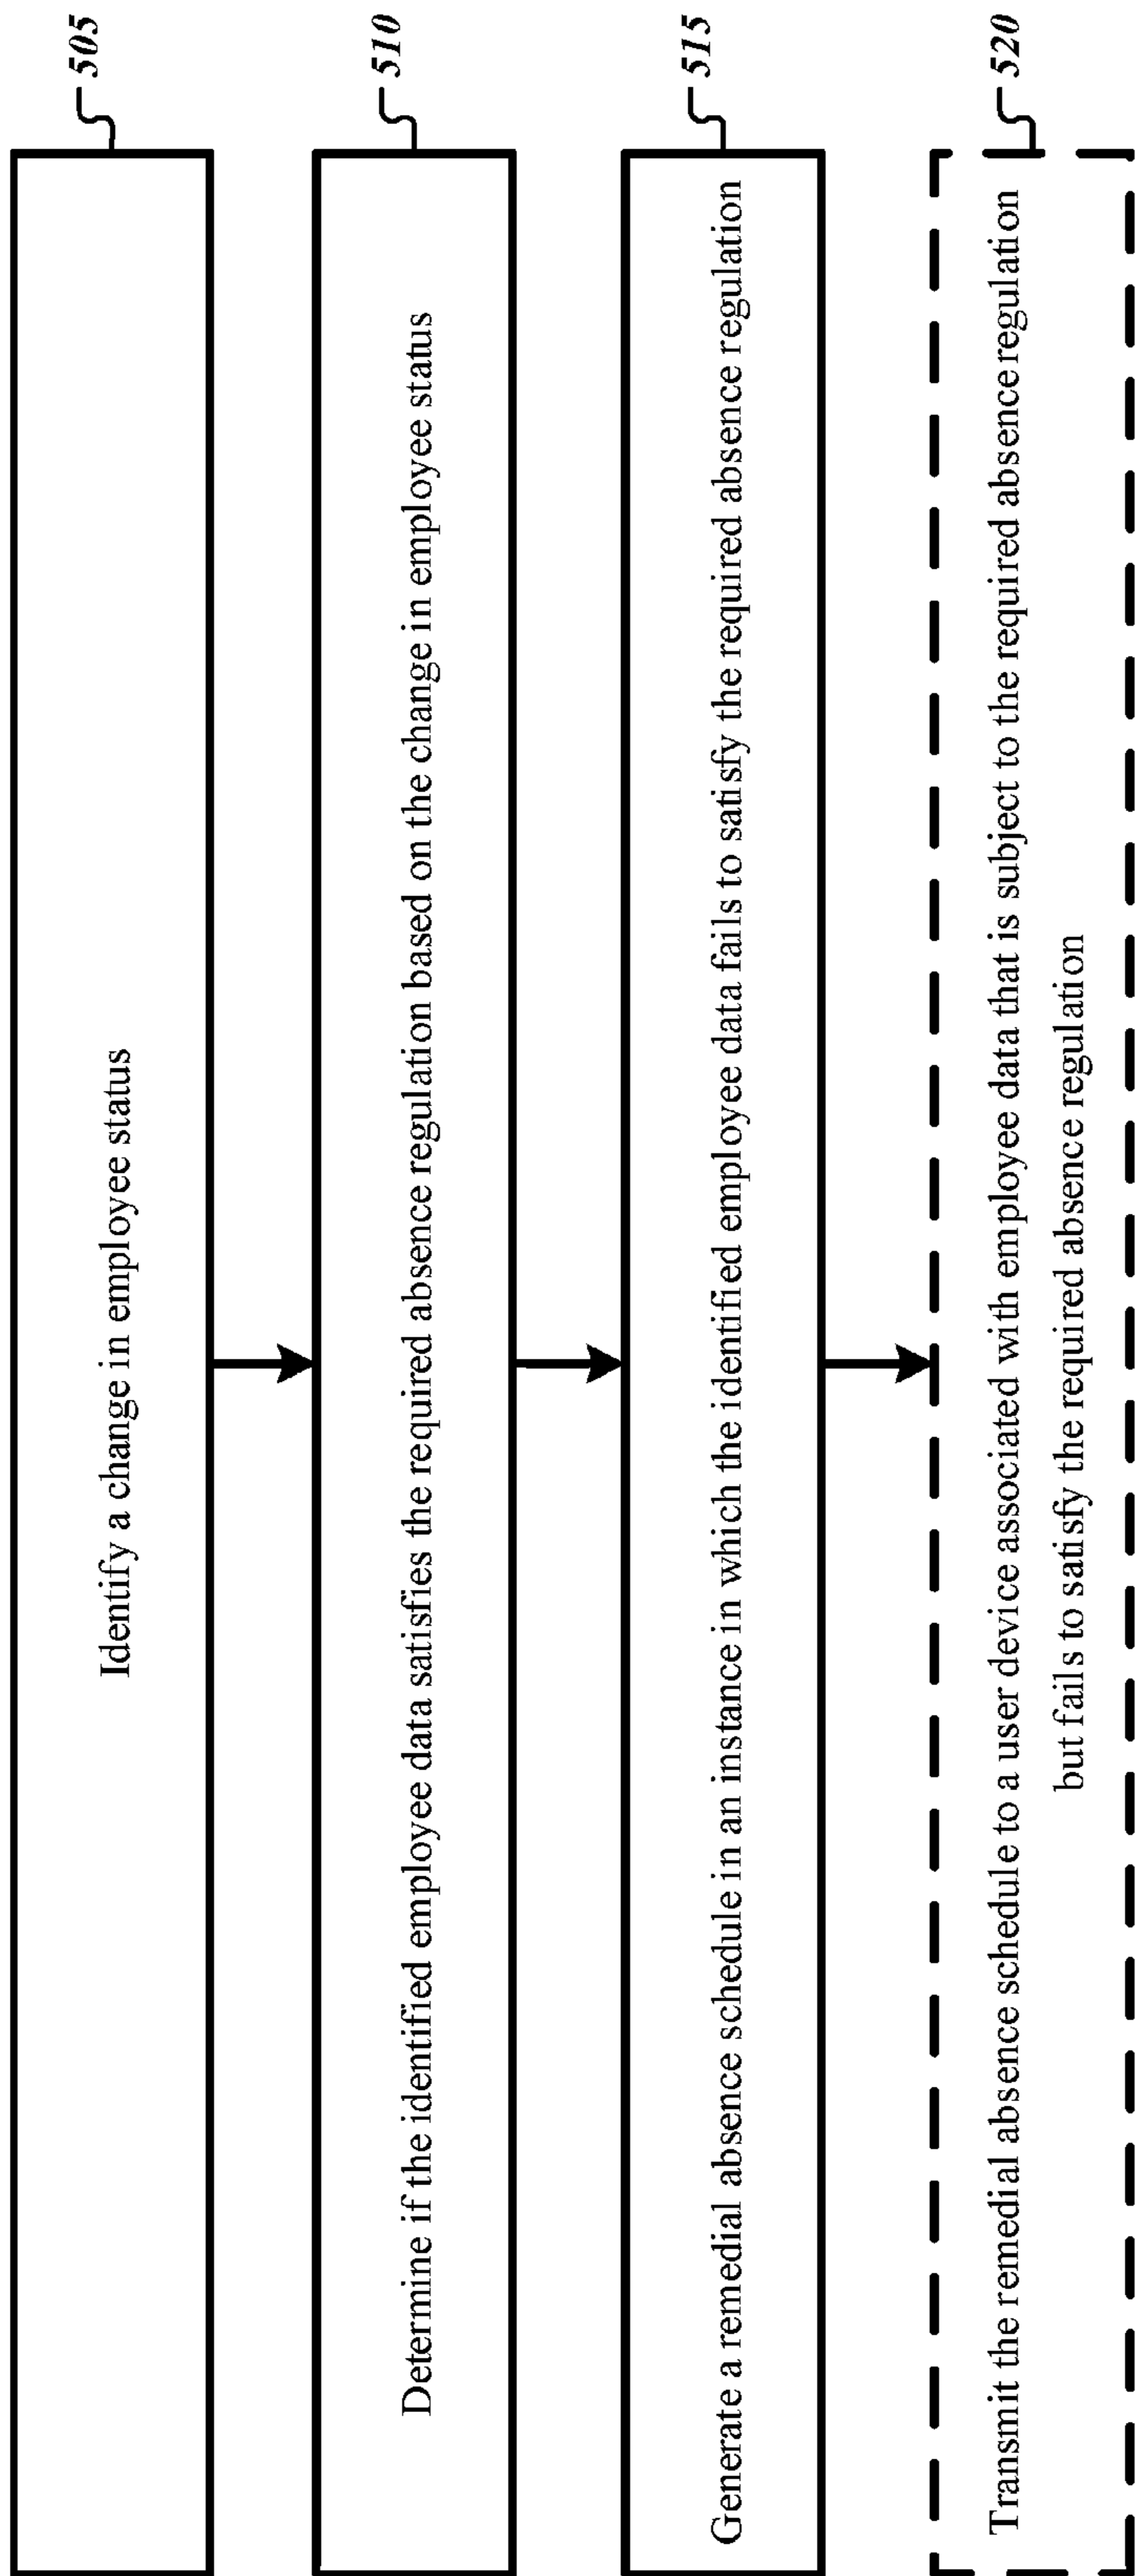 505
Identify a change in employee status
510
Determine if the identified employee data satisfies the required absence regulation based on the change in employee status
515
Generate a remedial absence schedule in an instance in which the identified employee data fails to satisfy the required absence regulation
520
Transmit the remedial absence schedule to a user device associated with employee data that is subject to the required absence regulation
but fails to satisfy the required absence regulation